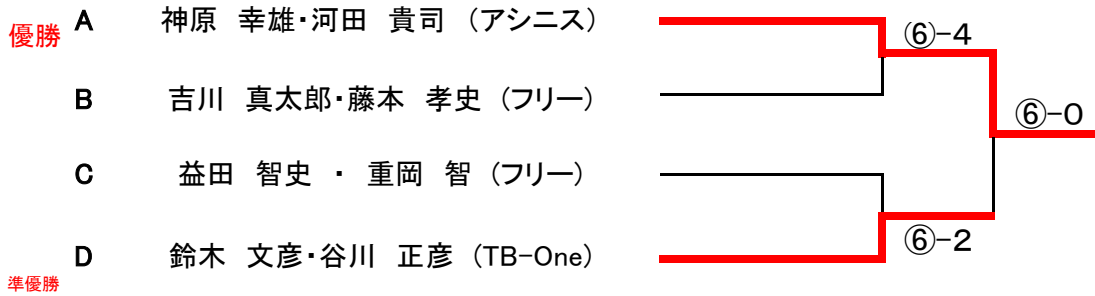 優勝 A 神原 幸雄・河田 貴司 (アシニス)
⑥-4
B 吉川 真太郎・藤本 孝史 (フリー)
⑥-0
C 益田 智史 ・ 重岡 智 (フリー)
⑥-2
D 鈴木 文彦・谷川 正彦 (TB-One)
準優勝